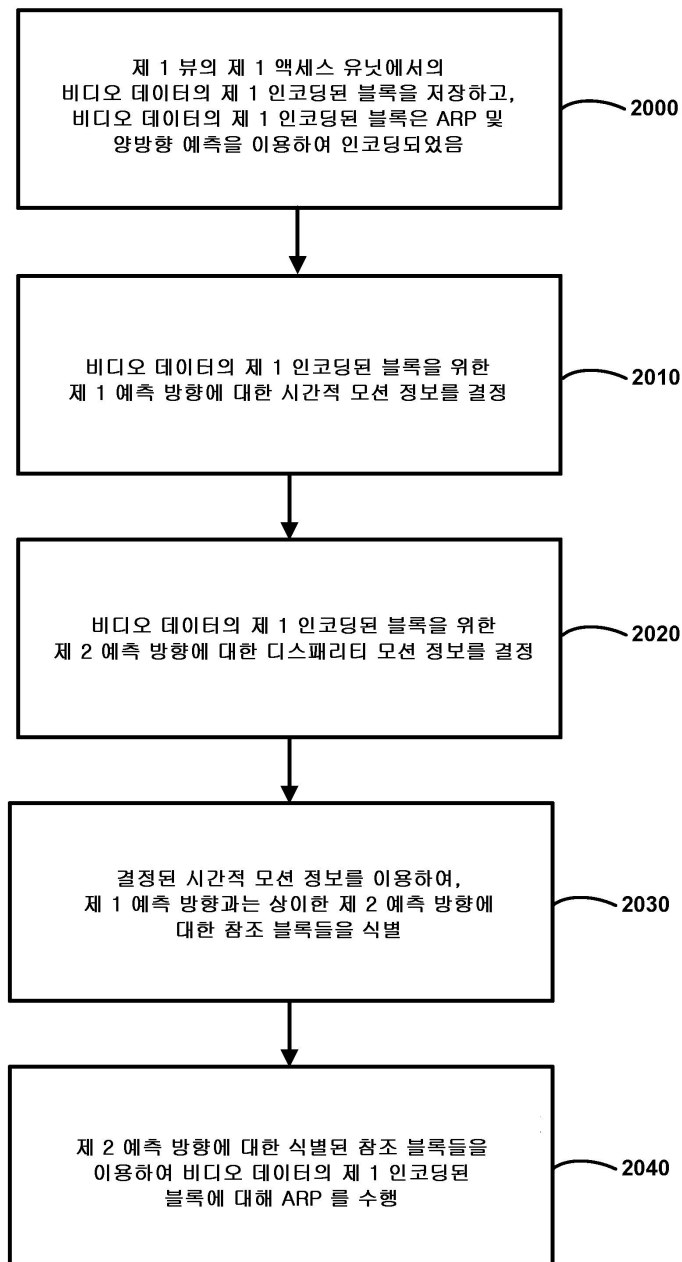 제 1 뷰의 제 1 액세스 유닛에서의
비디오 데이터의 제 1 인코딩된 블록을 저장하고,
비디오 데이터의 제 1 인코딩된 블록은 ARP 및
양방향 예측을 이용하여 인코딩되었음
2000
비디오 데이터의 제 1 인코딩된 블록을 위한
제 1 예측 방향에 대한 시간적 모션 정보를 결정
2010
비디오 데이터의 제 1 인코딩된 블록을 위한
제 2 예측 방향에 대한 디스패리티 모션 정보를 결정
2020
결정된 시간적 모션 정보를 이용하여,
제 1 예측 방향과는 상이한 제 2 예측 방향에
대한 참조 블록들을 식별
2030
제 2 예측 방향에 대한 식별된 참조 블록들을
이용하여 비디오 데이터의 제 1 인코딩된
블록에 대해 ARP 를 수행
2040